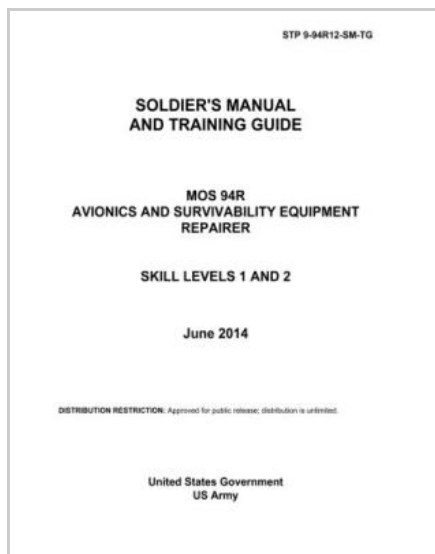 STP 9-94R12-SM-TG
SOLDIER'S MANUAL
AND TRAINING GUIDE
MOS 94R
AVIONICS AND SURVIVABILITY EQUIPMENT
REPAIRER
SKILL LEVELS 1 AND 2
June 2014
DISTRIBUTION RESTRICTION: Approved for public release; distribution is unlimited.
United States Government
US Army